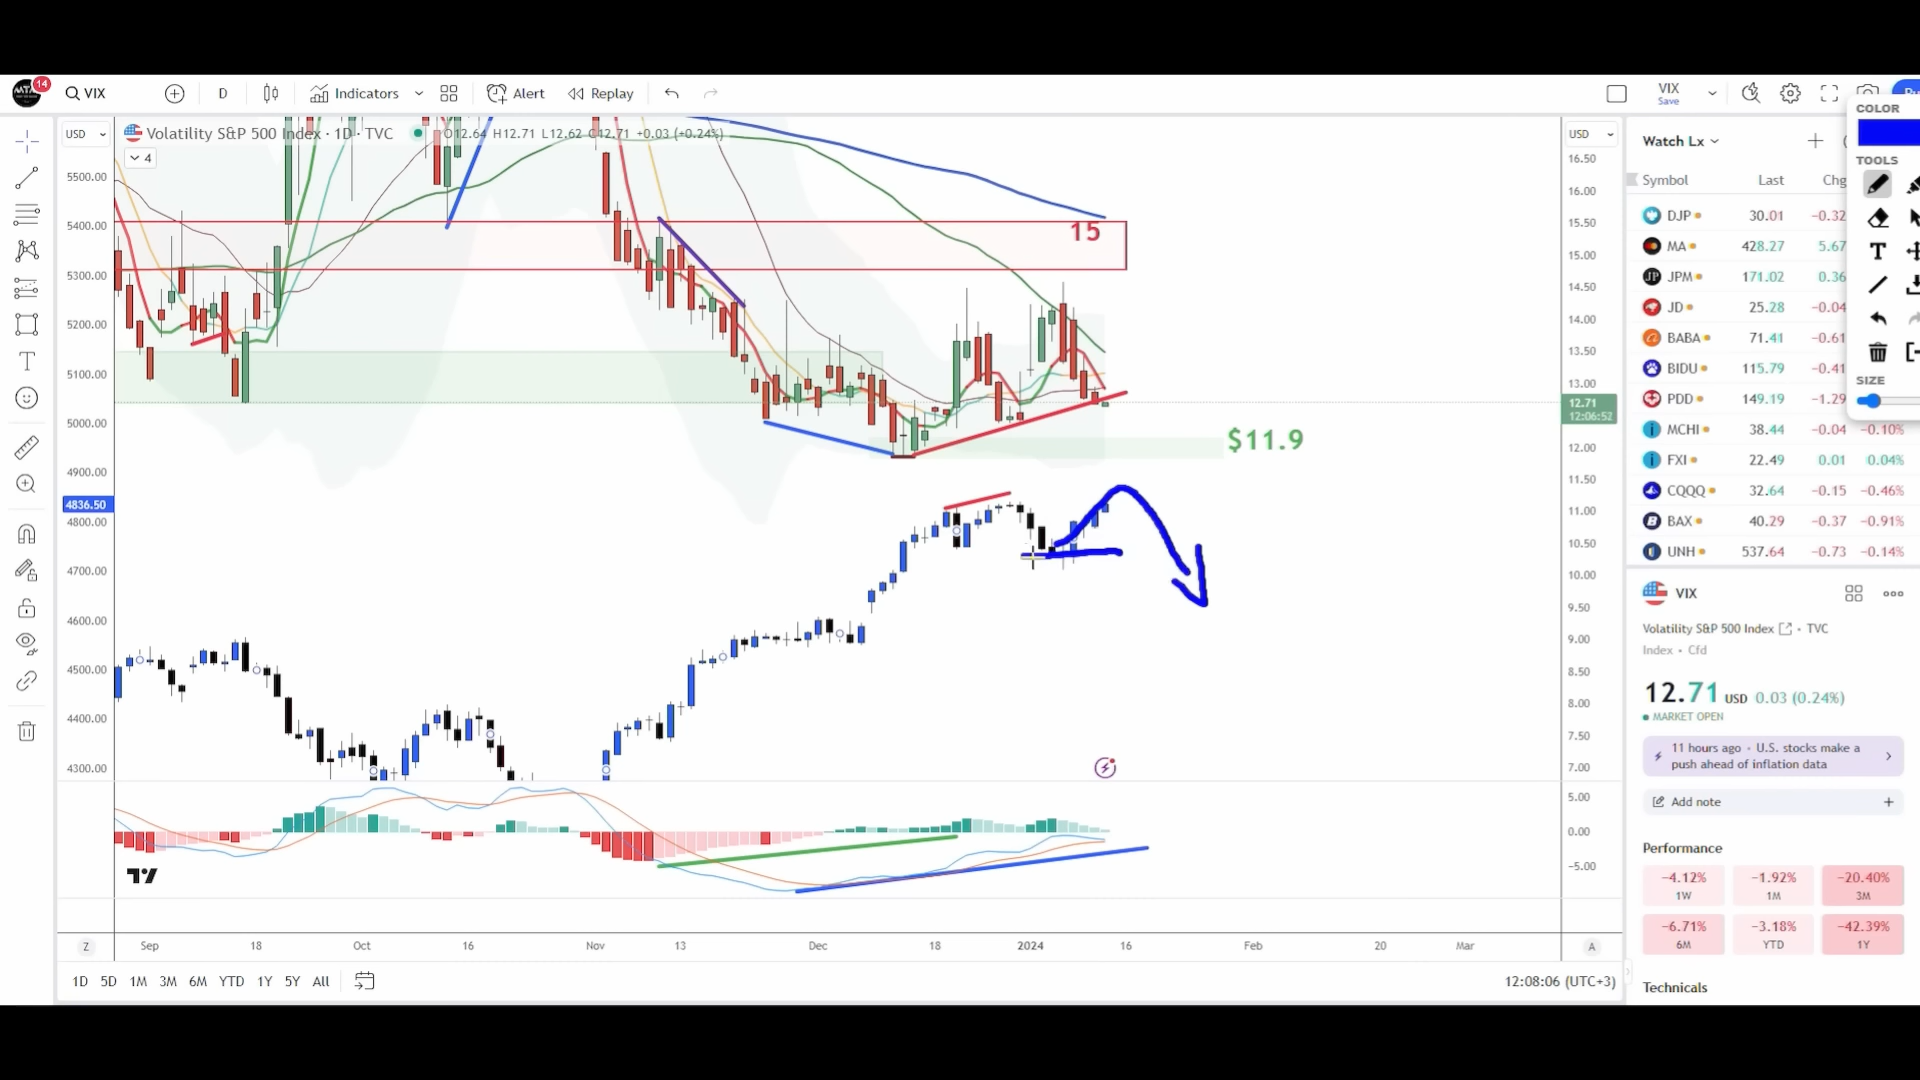 14
VIX
D
Indicators
Alert
Replay
VIX
Save
COLOR
TOOLS
SIZE
USD
Volatility S&P 500 Index · 1D · TVC
O12.64 H12.71 L12.62 C12.71 +0.03 (+0.24%)
4
USD
5500.00
5400.00
5300.00
5200.00
5100.00
5000.00
4900.00
4836.50
4800.00
4700.00
4600.00
4500.00
4400.00
4300.00
15
$11.9
16.50
16.00
15.50
15.00
14.50
14.00
13.50
13.00
12.71
12:06:52
12.00
11.50
11.00
10.50
10.00
9.50
9.00
8.50
8.00
7.50
7.00
5.00
0.00
−5.00
Z
Sep
18
Oct
16
Nov
13
Dec
18
2024
16
Feb
20
Mar
A
1D 5D 1M 3M 6M YTD 1Y 5Y All
12:08:06 (UTC+3)
Watch Lx
Symbol Last Chg
DJP 30.01 −0.32
MA 428.27 5.67
JPM 171.02 0.36
JD 25.28 −0.04
BABA 71.41 −0.61
BIDU 115.79 −0.41
PDD 149.19 −1.29
MCHI 38.44 −0.04 −0.10%
FXI 22.49 0.01 0.04%
CQQQ 32.64 −0.15 −0.46%
BAX 40.29 −0.37 −0.91%
UNH 537.64 −0.73 −0.14%
VIX
Volatility S&P 500 Index · TVC
Index · Cfd
12.71 USD 0.03 (0.24%)
MARKET OPEN
11 hours ago · U.S. stocks make a
push ahead of inflation data
Add note
Performance
−4.12% −1.92% −20.40%
1W 1M 3M
−6.71% −3.18% −42.39%
6M YTD 1Y
Technicals